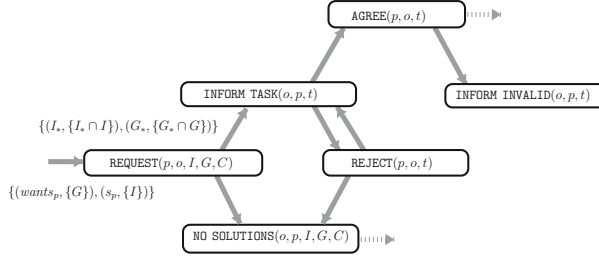 AGREE(p, o, t)
INFORM TASK(o, p, t)
INFORM INVALID(o, p, t)
{(I∗, {I∗ ∩ I}), (G∗, {G∗ ∩ G})}
REQUEST(p, o, I, G, C)
REJECT(p, o, t)
{(wants_p, {G}), (s_p, {I})}
NO SOLUTIONS(o, p, I, G, C)